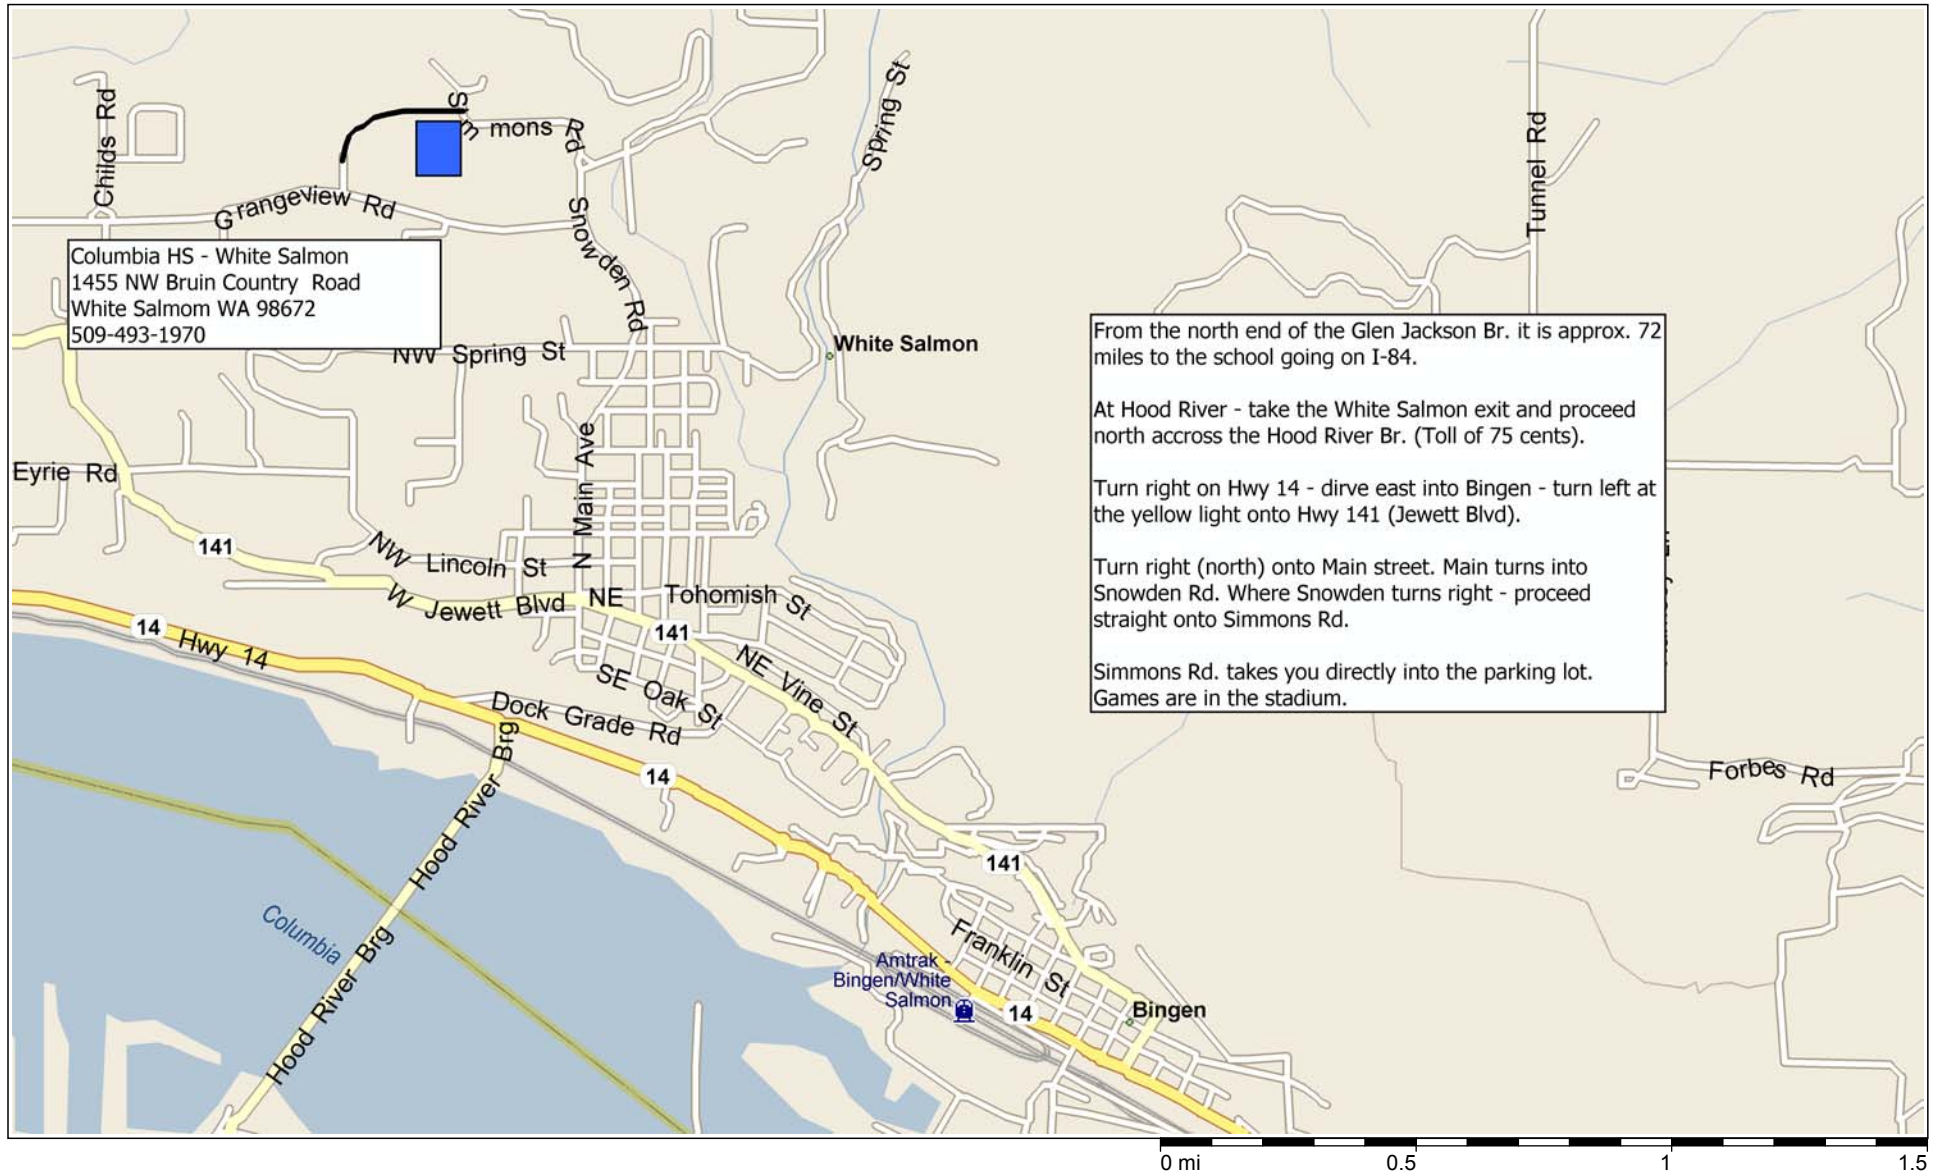 Childs Rd
Simmons Rd
Spring St
Tunnel Rd
Grangeview Rd
Snowden Rd
Columbia HS - White Salmon
1455 NW Bruin Country Road
White Salmom WA 98672
509-493-1970
NW Spring St
White Salmon
From the north end of the Glen Jackson Br. it is approx. 72
miles to the school going on I-84.
At Hood River - take the White Salmon exit and proceed
north accross the Hood River Br. (Toll of 75 cents).
Turn right on Hwy 14 - dirve east into Bingen - turn left at
the yellow light onto Hwy 141 (Jewett Blvd).
Turn right (north) onto Main street. Main turns into
Snowden Rd. Where Snowden turns right - proceed
straight onto Simmons Rd.
Simmons Rd. takes you directly into the parking lot.
Games are in the stadium.
Eyrie Rd
N Main Ave
141
NW Lincoln St
W Jewett Blvd
NE Tohomish St
14
Hwy 14
141
NE Vine St
SE Oak St
Dock Grade Rd
14
Hood River Brg
Forbes Rd
141
Columbia
Hood River Brg
Franklin St
Amtrak -
Bingen/White
Salmon
14
Bingen
0 mi
0.5
1
1.5